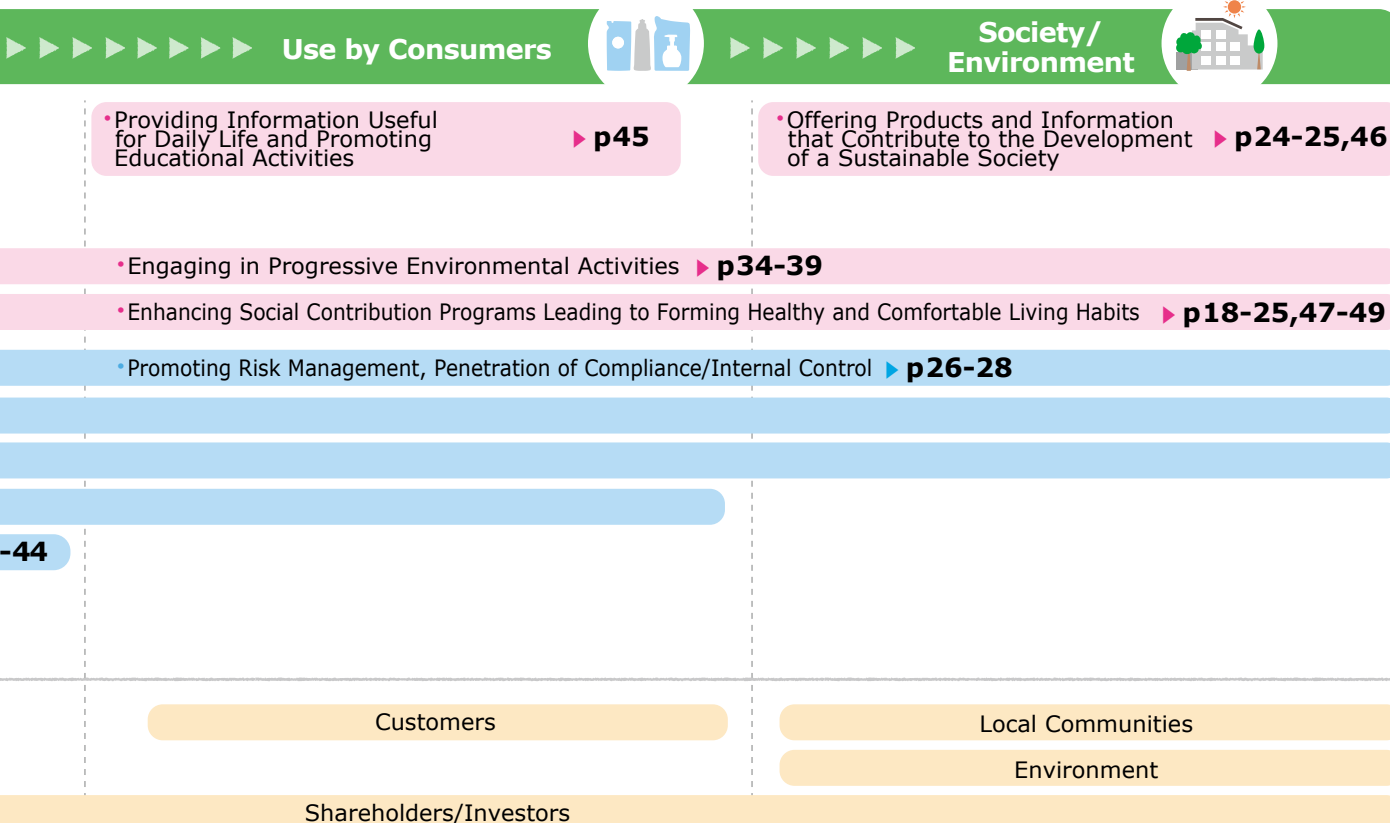 Use by Consumers
Society/
Environment
•Providing Information Useful
for Daily Life and Promoting
Educational Activities
▶ p45
•Offering Products and Information
that Contribute to the Development
of a Sustainable Society
▶ p24-25,46
•Engaging in Progressive Environmental Activities ▶ p34-39
•Enhancing Social Contribution Programs Leading to Forming Healthy and Comfortable Living Habits ▶ p18-25,47-49
•Promoting Risk Management, Penetration of Compliance/Internal Control ▶ p26-28
-44
Customers
Local Communities
Environment
Shareholders/Investors